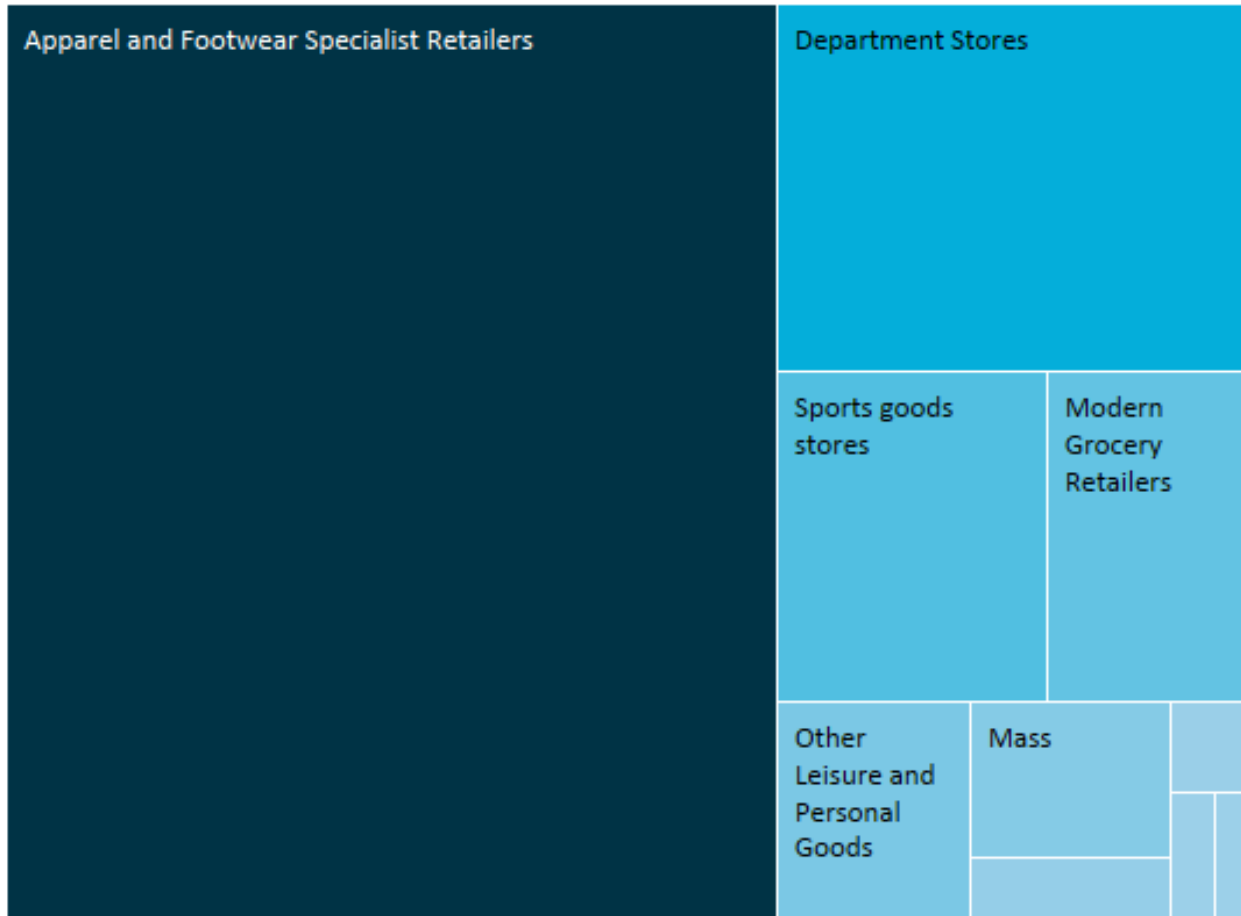 Apparel and Footwear Specialist Retailers
Department Stores
Sports goods
stores
Modern
Grocery
Retailers
Other
Leisure and
Personal
Goods
Mass